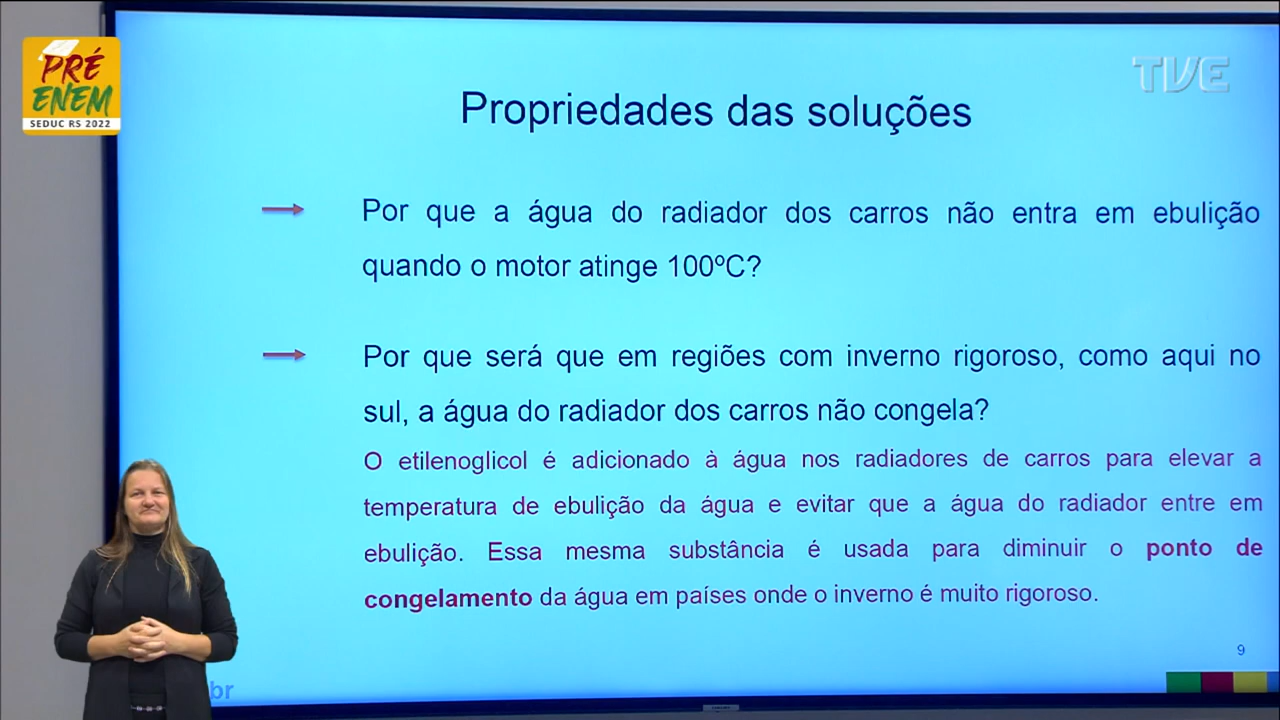 PRÉ
ENEM
SEDUC RS 2022
TVE
Propriedades das soluções
Por que a água do radiador dos carros não entra em ebulição
quando o motor atinge 100ºC?
Por que será que em regiões com inverno rigoroso, como aqui no
sul, a água do radiador dos carros não congela?
O etilenoglicol é adicionado à água nos radiadores de carros para elevar a
temperatura de ebulição da água e evitar que a água do radiador entre em
ebulição. Essa mesma substância é usada para diminuir o ponto de
congelamento da água em países onde o inverno é muito rigoroso.
9
br